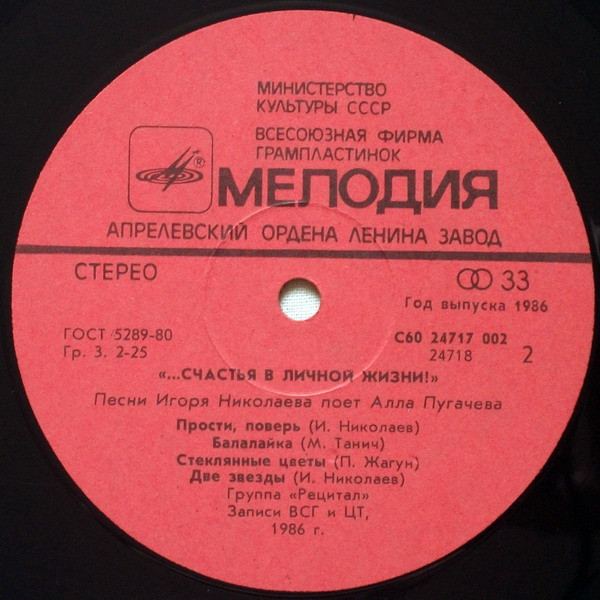 МИНИСТЕРСТВО
КУЛЬТУРЫ СССР
ВСЕСОЮЗНАЯ ФИРМА
ГРАМПЛАСТИНОК
®
МЕЛОДИЯ
АПРЕЛЕВСКИЙ ОРДЕНА ЛЕНИНА ЗАВОД
СТЕРЕО
33
Год выпуска 1986
ГОСТ 5289-80
Гр. 3. 2-25
С60 24717 002
24718
2
«...СЧАСТЬЯ В ЛИЧНОЙ ЖИЗНИ!»
Песни Игоря Николаева поет Алла Пугачева
Прости, поверь (И. Николаев)
Балалайка (М. Танич)
Стеклянные цветы (П. Жагун)
Две звезды (И. Николаев)
Группа «Рецитал»
Записи ВСГ и ЦТ,
1986 г.